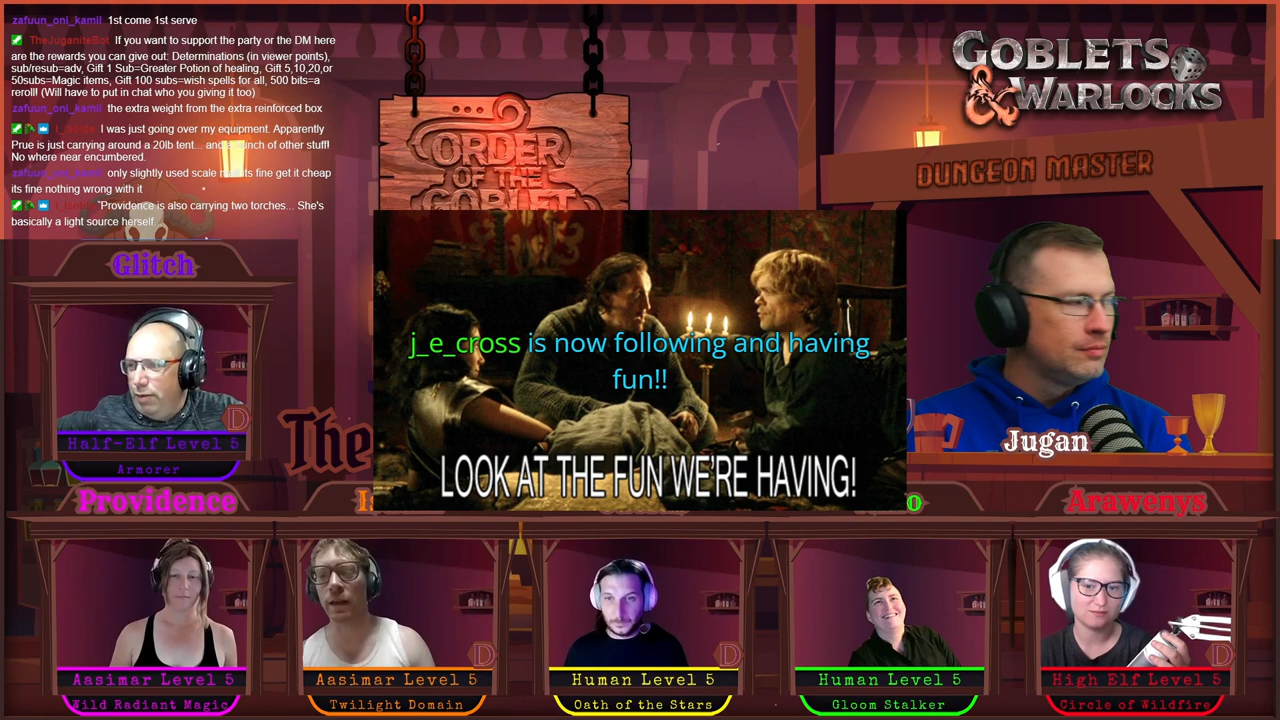 zafuun_oni_kamil 1st come 1st serve
TheJuganiteBot If you want to support the party or the DM here
are the rewards you can give out: Determinations (in viewer points),
sub/resub=adv, Gift 1 Sub=Greater Potion of healing, Gift 5,10,20,or
50subs=Magic items, Gift 100 subs=wish spells for all, 500 bits=a
reroll! (Will have to put in chat who you giving it too)
zafuun_oni_kamil the extra weight from the extra reinforced box
I was just going over my equipment. Apparently
Prue is just carrying around a 20lb tent... and a bunch of other stuff!
No where near encumbered.
zafuun_oni_kamil only slightly used scale its fine get it cheap
its fine nothing wrong with it
"Providence is also carrying two torches... She's
basically a light source herself
GOBLETS
& WARLOCKS
ORDER
OF THE
GOBLET
DUNGEON MASTER
Glitch
j_e_cross is now following and having
fun!!
LOOK AT THE FUN WE'RE HAVING!
Jugan
Half-Elf Level 5
Armorer
The
Providence
Arawenys
Aasimar Level 5
Wild Radiant Magic
Aasimar Level 5
Twilight Domain
Human Level 5
Oath of the Stars
Human Level 5
Gloom Stalker
High Elf Level 5
Circle of Wildfire